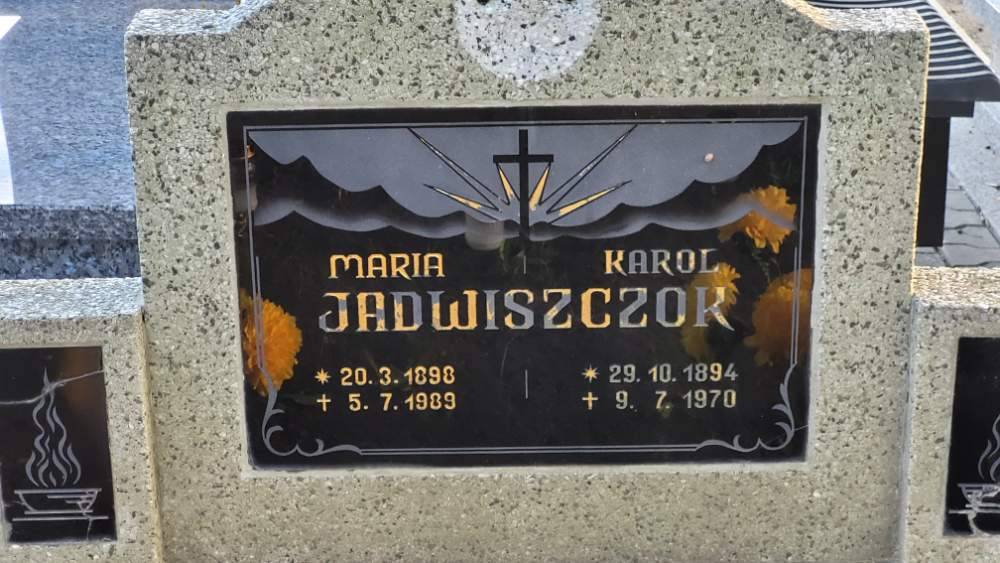 MARIA KAROL
JADWISZCZOK
* 20. 3. 1898 * 29. 10. 1894
† 5. 7. 1989 † 9. 7. 1970